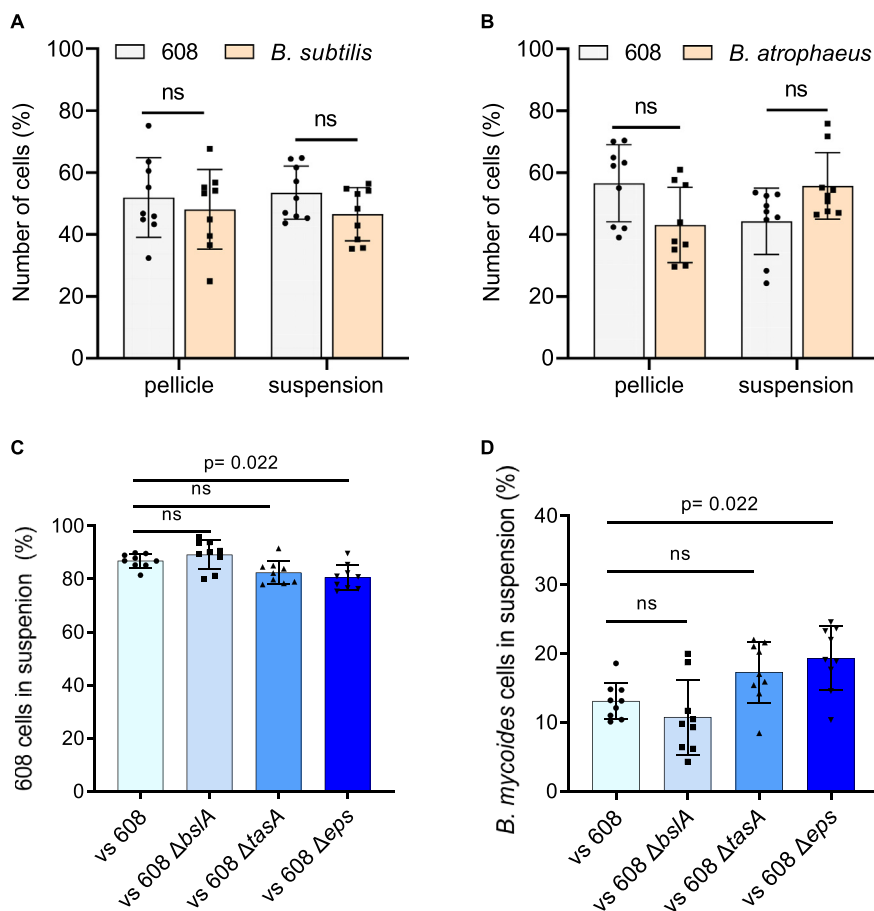 A
608 B. subtilis
ns
ns
Number of cells (%)
100
80
60
40
20
0
pellicle suspension
B
608 B. atrophaeus
ns
ns
Number of cells (%)
100
80
60
40
20
0
pellicle suspension
C
p= 0.022
ns
ns
608 cells in suspenion (%)
100
80
60
40
20
0
vs 608
vs 608 ΔbslA
vs 608 ΔtasA
vs 608 Δeps
D
p= 0.022
ns
ns
B. mycoides cells in suspension (%)
40
30
20
10
0
vs 608
vs 608 ΔbslA
vs 608 ΔtasA
vs 608 Δeps